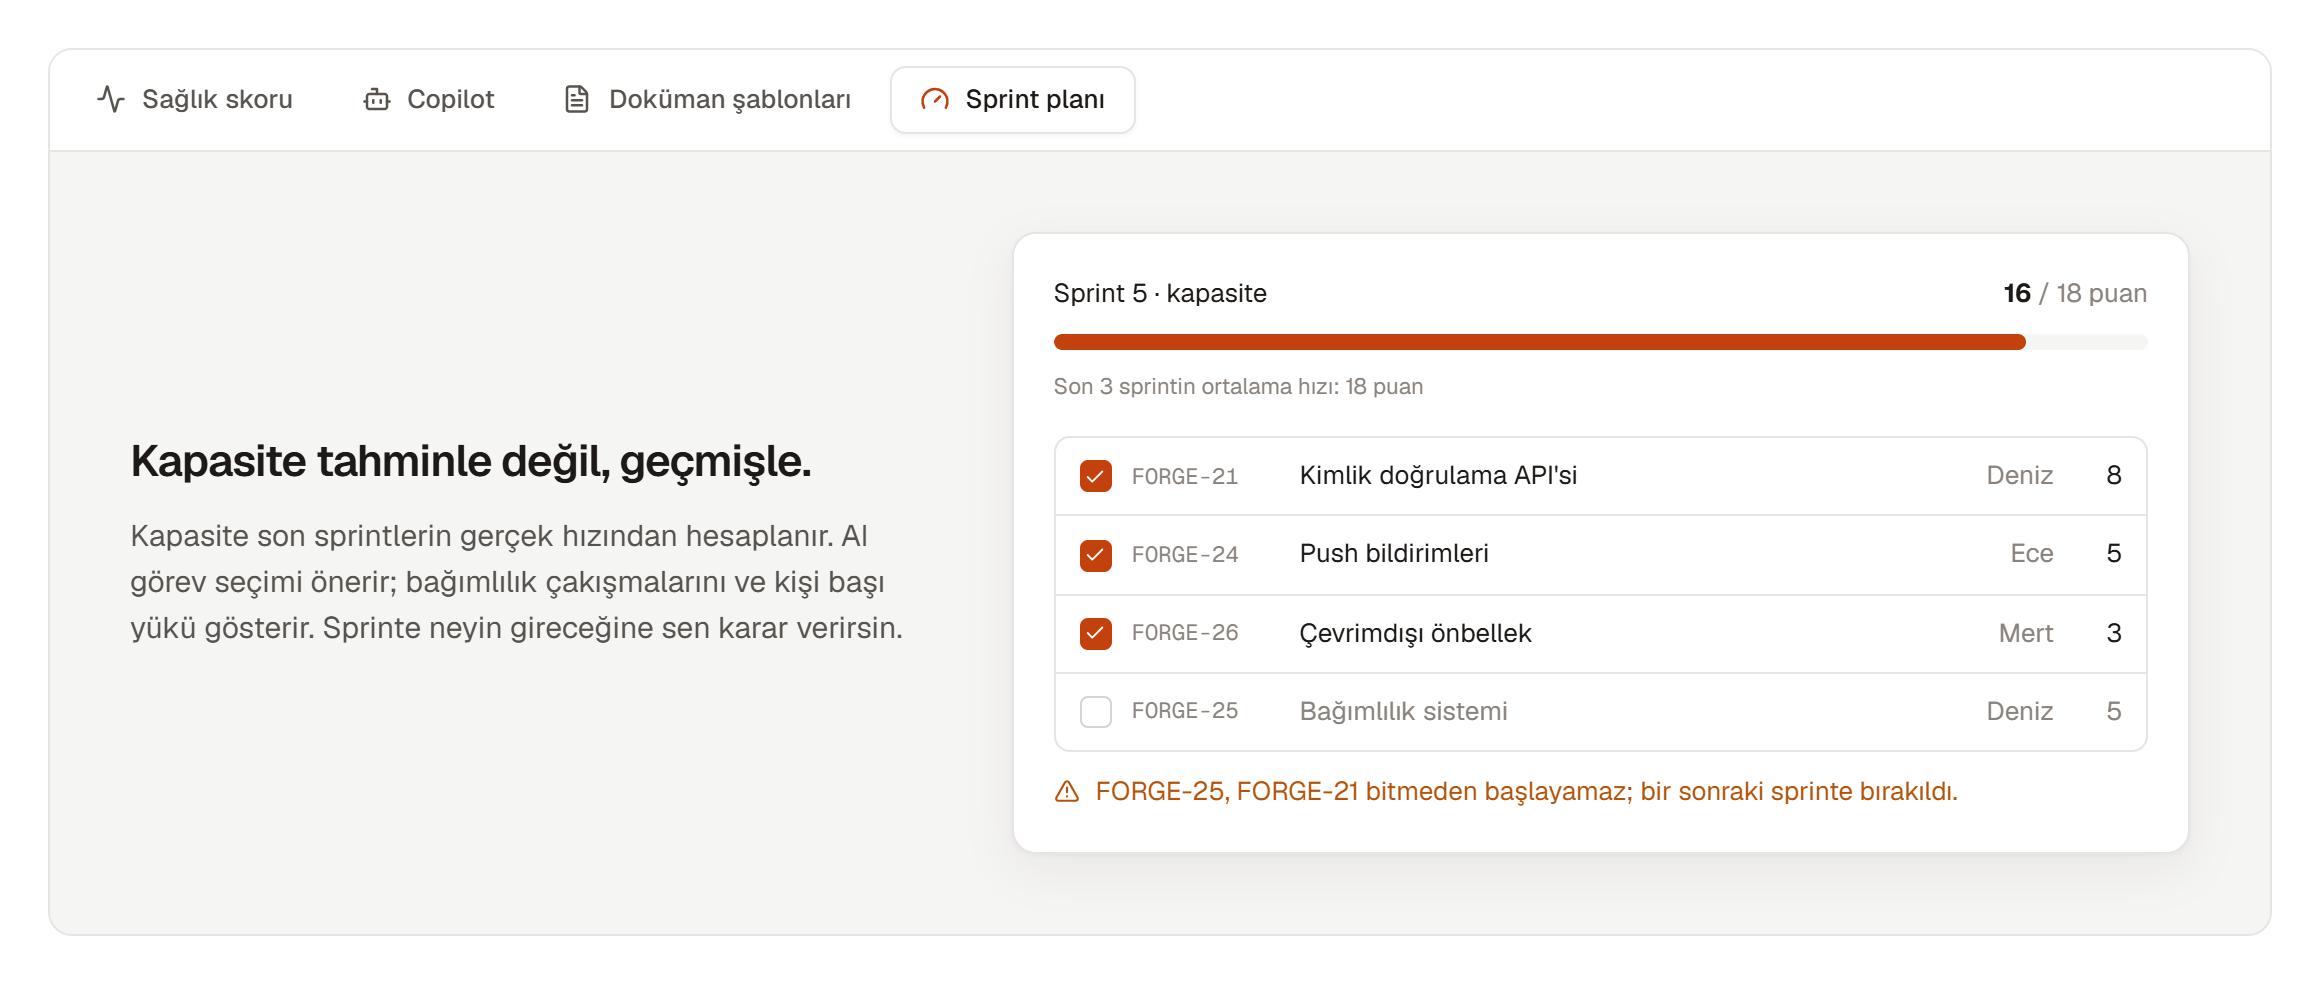 Sağlık skoru
Copilot
Doküman şablonları
Sprint planı
Kapasite tahminle değil, geçmişle.
Kapasite son sprintlerin gerçek hızından hesaplanır. AI
görev seçimi önerir; bağımlılık çakışmalarını ve kişi başı
yükü gösterir. Sprinte neyin gireceğine sen karar verirsin.
Sprint 5 · kapasite 16 / 18 puan
Son 3 sprintin ortalama hızı: 18 puan
FORGE-21 Kimlik doğrulama API'si Deniz 8
FORGE-24 Push bildirimleri Ece 5
FORGE-26 Çevrimdışı önbellek Mert 3
FORGE-25 Bağımlılık sistemi Deniz 5
FORGE-25, FORGE-21 bitmeden başlayamaz; bir sonraki sprinte bırakıldı.